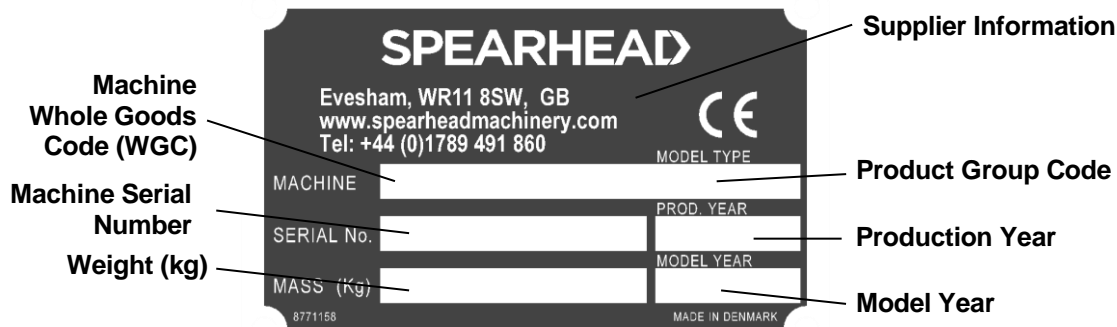 SPEARHEAD
Supplier Information
Evesham, WR11 8SW, GB
www.spearheadmachinery.com
Tel: +44 (0)1789 491 860
CE
Machine
Whole Goods
Code (WGC)
MODEL TYPE
MACHINE
Product Group Code
Machine Serial
Number
PROD. YEAR
SERIAL No.
Production Year
Weight (kg)
MODEL YEAR
MASS (Kg)
Model Year
8771158
MADE IN DENMARK